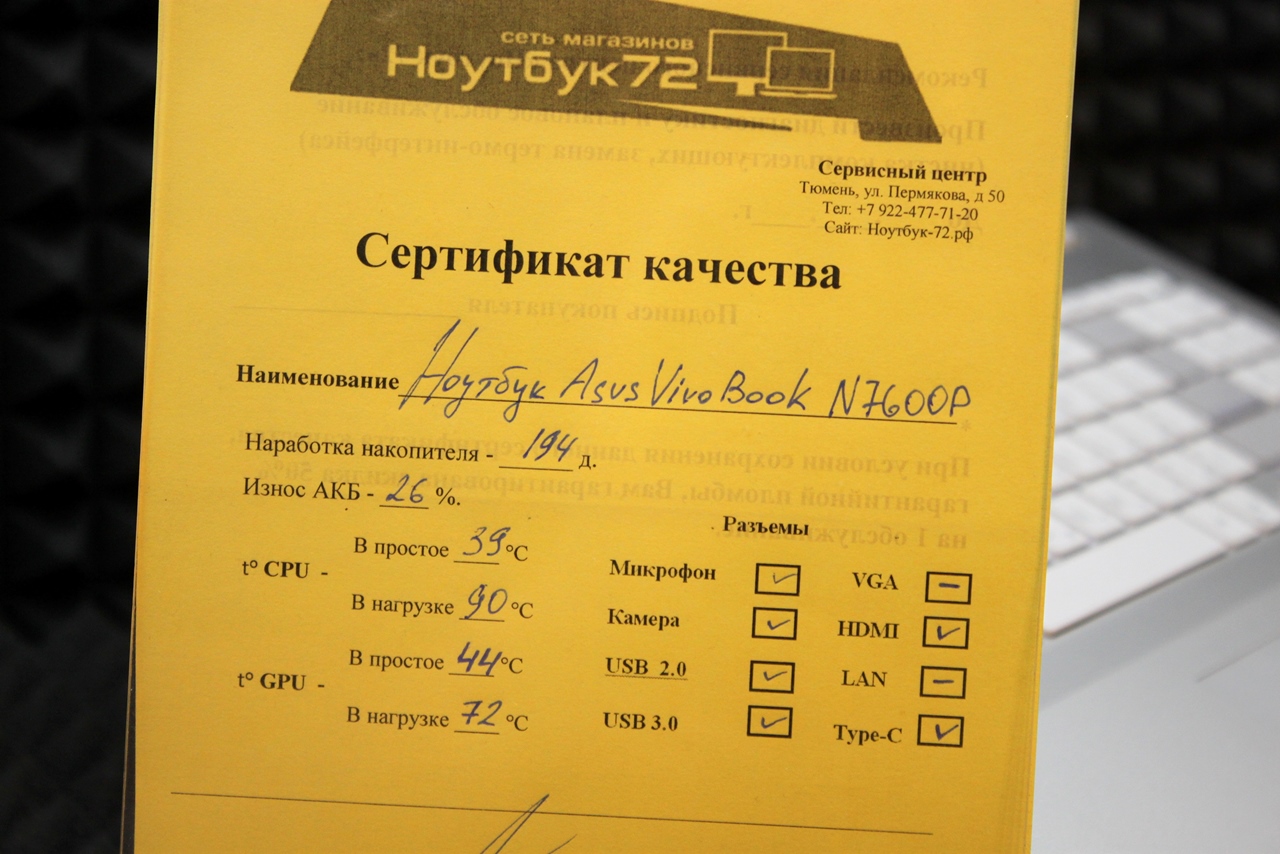 сеть магазинов
Ноутбук72
Сервисный центр
Тюмень, ул. Пермякова, д 50
Тел: +7 922-477-71-20
Сайт: Ноутбук-72.рф
Сертификат качества
Наименование Ноутбук Asus VivoBook N7600P
Наработка накопителя - 194 д.
Износ АКБ - 26 %.
Разъемы
t° CPU -
В простое 39 °C
В нагрузке 90 °C
t° GPU -
В простое 44 °C
В нагрузке 72 °C
Микрофон ✓ VGA –
Камера ✓ HDMI ✓
USB 2.0 ✓ LAN –
USB 3.0 ✓ Type-C ✓